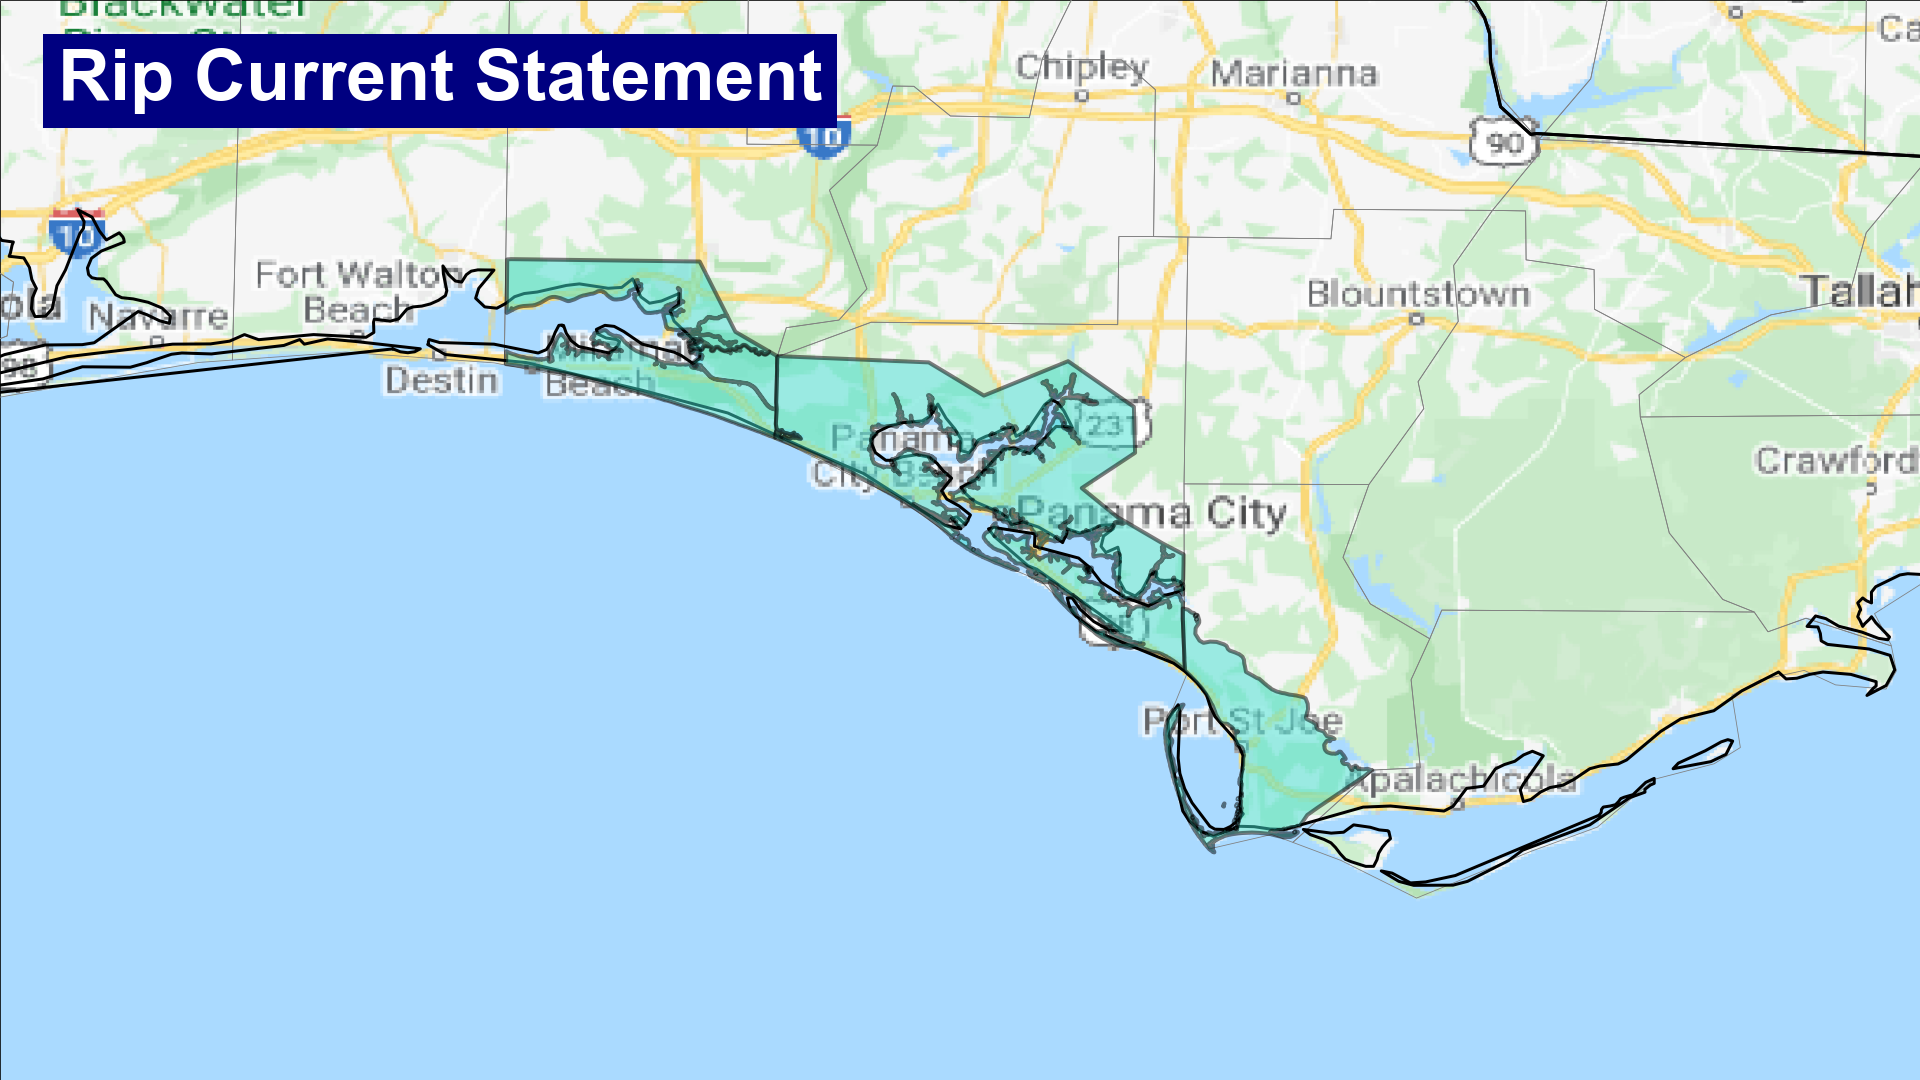 Blackwater
Rip Current Statement
Chipley
Marianna
Ca
10
90
10
Fort Walton
Beach
Navarre
old
98
Destin
Miramar
Beach
Blountstown
Tallah
231
Panama
City Beach
Crawford
Panama City
Port St Joe
Apalachicola